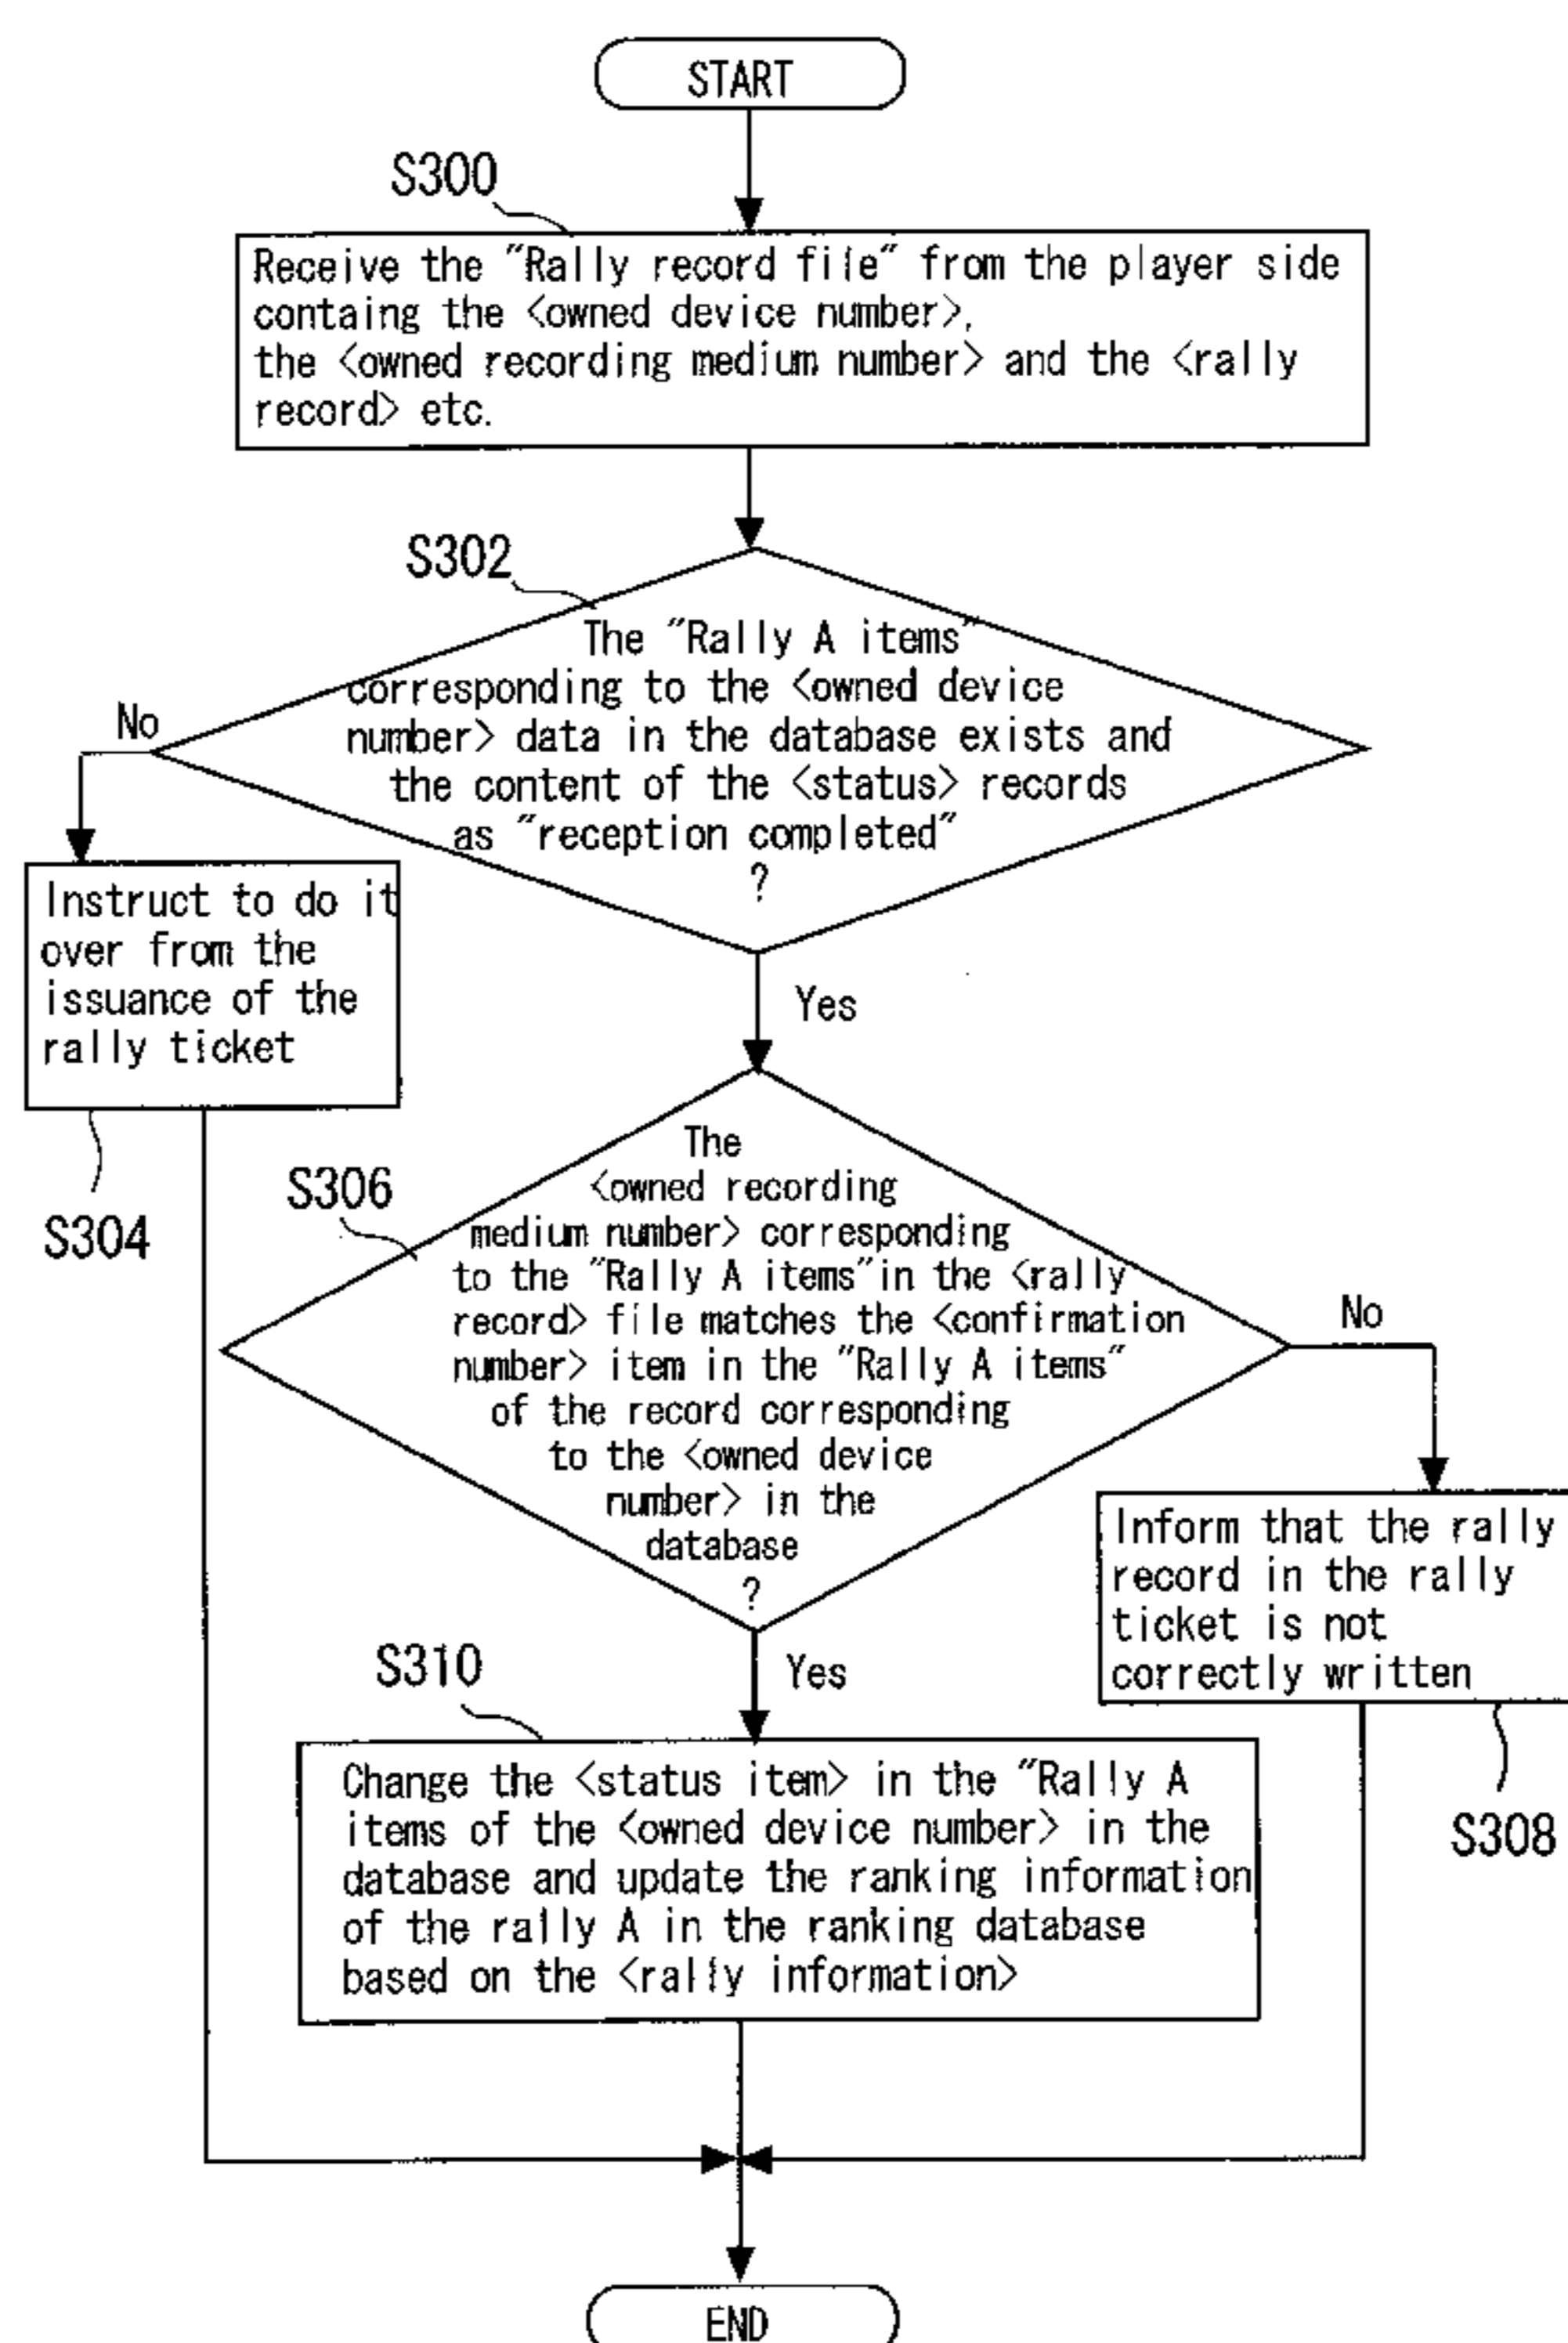 START
S300
Receive the "Rally record file" from the player side
containg the <owned device number>,
the <owned recording medium number> and the <rally
record> etc.
S302
The "Rally A items"
corresponding to the <owned device
number> data in the database exists and
the content of the <status> records
as "reception completed"
?
No
Instruct to do it
over from the
issuance of the
rally ticket
S304
Yes
S306
The
<owned recording
medium number> corresponding
to the "Rally A items"in the <rally
record> file matches the <confirmation
number> item in the "Rally A items"
of the record corresponding
to the <owned device
number> in the
database
?
No
Inform that the rally
record in the rally
ticket is not
correctly written
S308
Yes
S310
Change the <status item> in the "Rally A
items of the <owned device number> in the
database and update the ranking information
of the rally A in the ranking database
based on the <rally information>
END